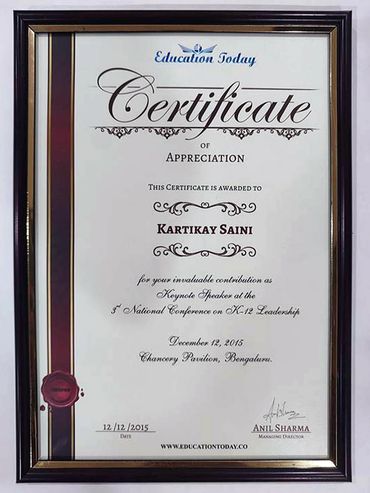 Education Today
Certificate
OF
APPRECIATION
THIS CERTIFICATE IS AWARDED TO
KARTIKAY SAINI
for your invaluable contribution as
Keynote Speaker at the
3rd National Conference on K-12 Leadership
December 12, 2015
Chancery Pavilion, Bengaluru.
12/12/2015
DATE
ANIL SHARMA
MANAGING DIRECTOR
WWW.EDUCATIONTODAY.CO